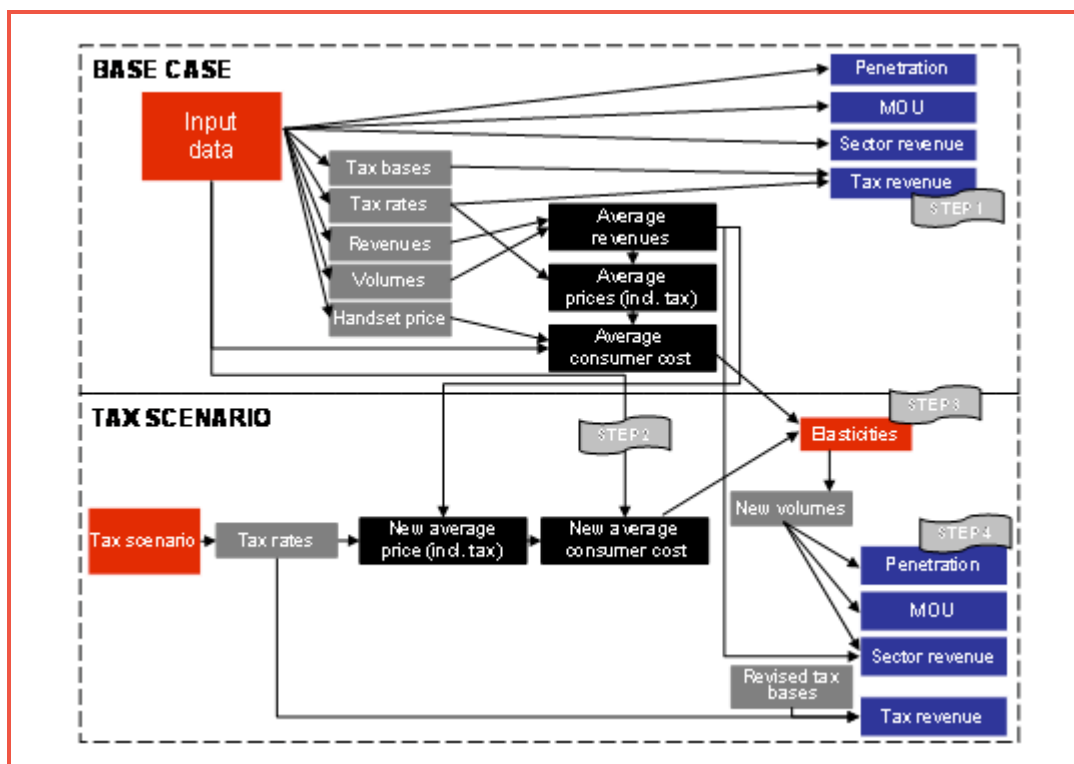 BASE CASE
Input
data
Penetration
MOU
Sector revenue
Tax revenue
STEP 1
Tax bases
Tax rates
Revenues
Volumes
Handset price
Average
revenues
Average
prices (incl. tax)
Average
consumer cost
TAX SCENARIO
STEP 2
STEP 3
Elasticities
New volumes
Tax scenario
Tax rates
New average
price (incl. tax)
New average
consumer cost
STEP 4
Penetration
MOU
Sector revenue
Revised tax
bases
Tax revenue